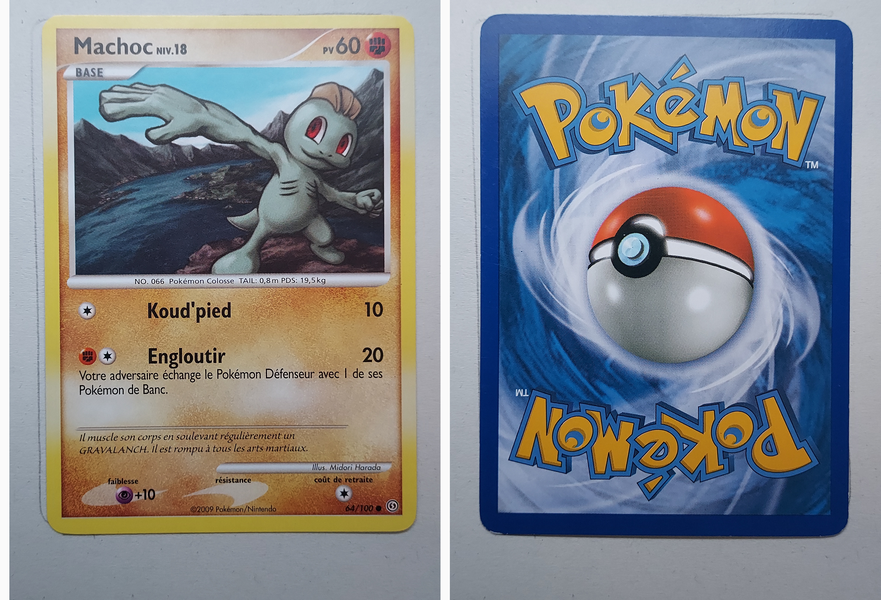 Machoc NIV.18
PV 60
BASE
NO. 066 Pokémon Colosse TAIL: 0,8m PDS: 19,5kg
Koud'pied 10
Engloutir 20
Votre adversaire échange le Pokémon Défenseur avec 1 de ses
Pokémon de Banc.
Il muscle son corps en soulevant régulièrement un
GRAVALANCH. Il est rompu à tous les arts martiaux.
Illus. Midori Harada
faiblesse résistance coût de retraite
+10
©2009 Pokémon/Nintendo
64/100
POKéMON
TM
TM
POKéMON